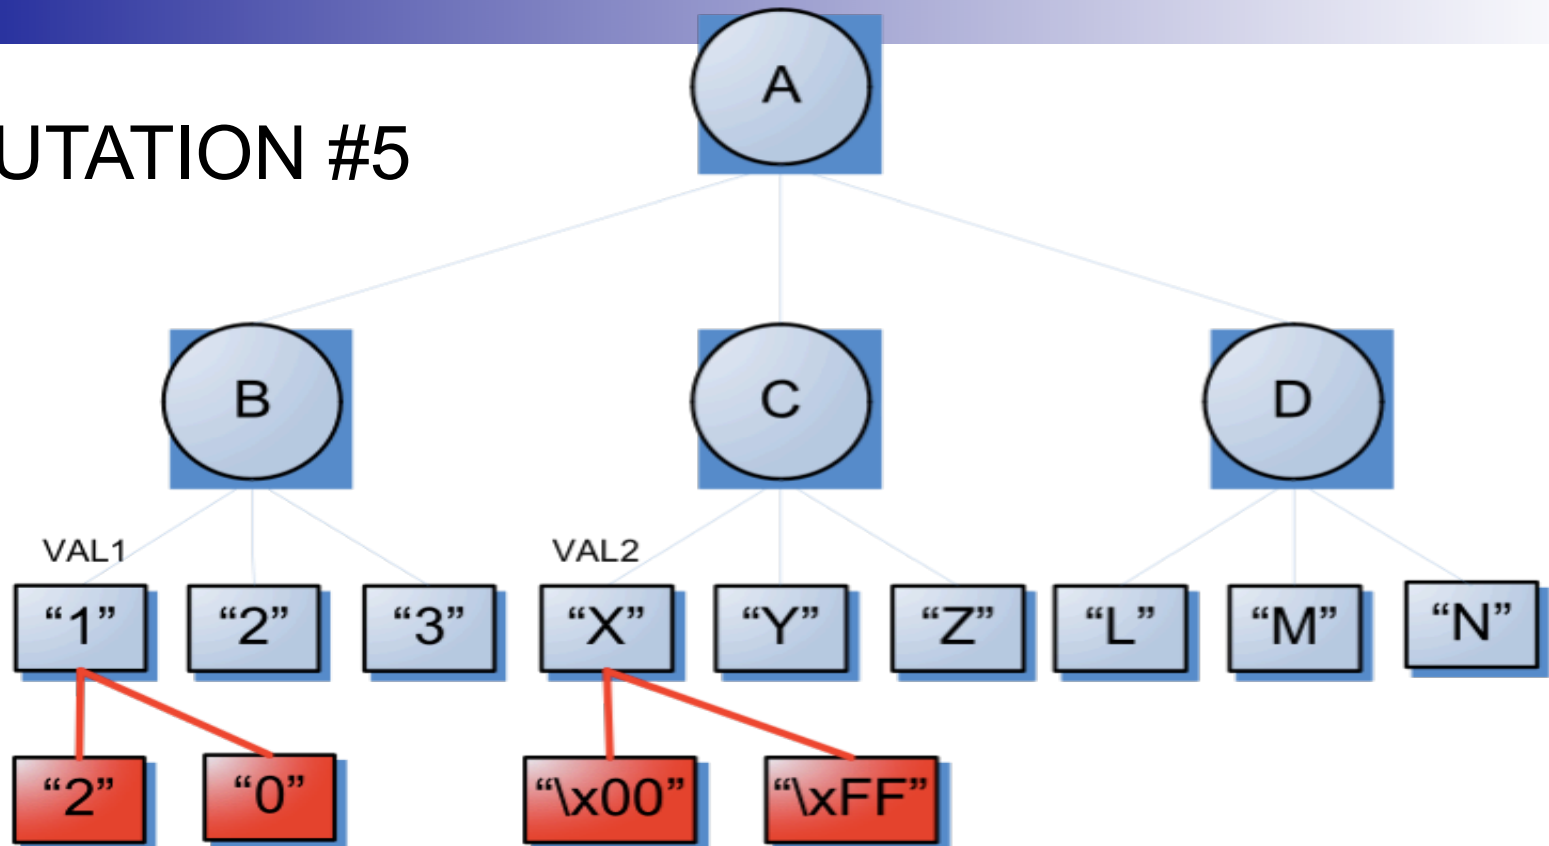 A
UTATION #5
B C D
VAL1 VAL2
“1” “2” “3” “X” “Y” “Z” “L” “M” “N”
“2” “0” “\x00” “\xFF”